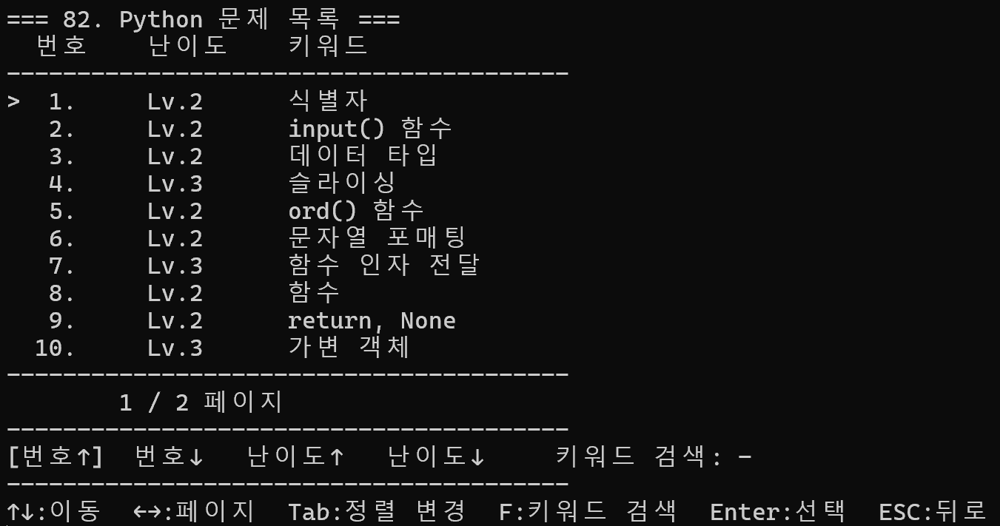 === 82. Python 문제 목록 ===
번호 난이도 키워드
----------------------------------------
> 1. Lv.2 식별자
2. Lv.2 input() 함수
3. Lv.2 데이터 타입
4. Lv.3 슬라이싱
5. Lv.2 ord() 함수
6. Lv.2 문자열 포매팅
7. Lv.3 함수 인자 전달
8. Lv.2 함수
9. Lv.2 return, None
10. Lv.3 가변 객체
----------------------------------------
1 / 2 페이지
----------------------------------------
[번호↑] 번호↓ 난이도↑ 난이도↓ 키워드 검색: -
----------------------------------------
↑↓:이동 ←→:페이지 Tab:정렬 변경 F:키워드 검색 Enter:선택 ESC:뒤로